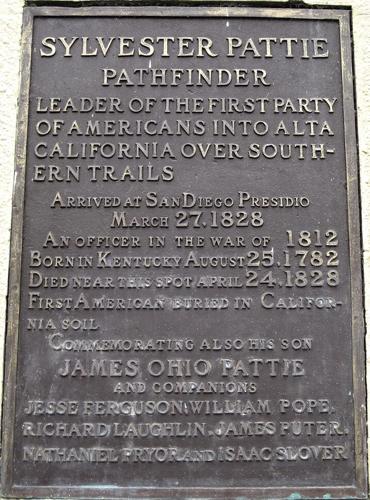 SYLVESTER PATTIE
PATHFINDER
LEADER OF THE FIRST PARTY
OF AMERICANS INTO ALTA
CALIFORNIA OVER SOUTH-
ERN TRAILS
ARRIVED AT SAN DIEGO PRESIDIO
MARCH 27, 1828
AN OFFICER IN THE WAR OF 1812
BORN IN KENTUCKY AUGUST 25, 1782
DIED NEAR THIS SPOT APRIL 24, 1828
FIRST AMERICAN BURIED IN CALIFOR-
NIA SOIL
COMMEMORATING ALSO HIS SON
JAMES OHIO PATTIE
AND COMPANIONS
JESSE FERGUSON, WILLIAM POPE,
RICHARD LAUGHLIN, JAMES PUTER,
NATHANIEL PRYOR AND ISAAC SLOVER